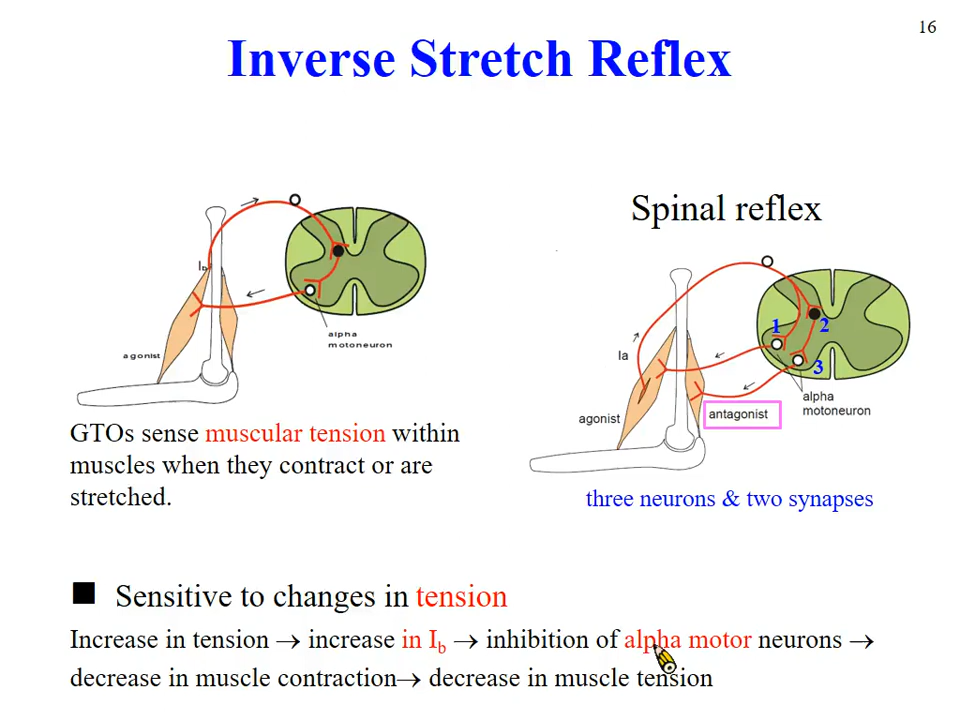 16
Inverse Stretch Reflex
Spinal reflex
Ib
alpha
motoneuron
agonist
1
2
3
Ia
agonist
antagonist
alpha
motoneuron
GTOs sense muscular tension within
muscles when they contract or are
stretched.
three neurons & two synapses
■ Sensitive to changes in tension
Increase in tension → increase in Ib → inhibition of alpha motor neurons →
decrease in muscle contraction→ decrease in muscle tension